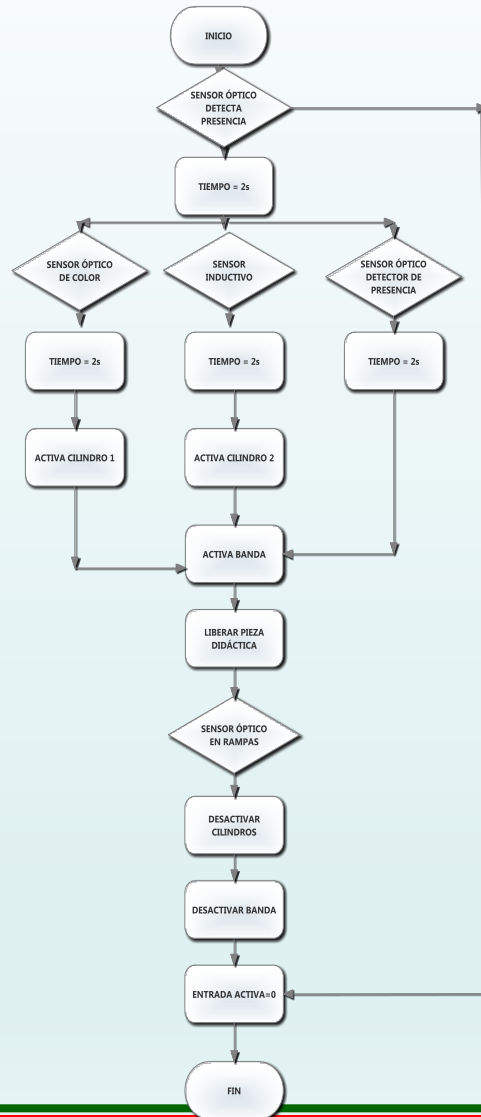 INICIO
SENSOR ÓPTICO
DETECTA
PRESENCIA
TIEMPO = 2s
SENSOR ÓPTICO
DE COLOR
SENSOR
INDUCTIVO
SENSOR ÓPTICO
DETECTOR DE
PRESENCIA
TIEMPO = 2s
TIEMPO = 2s
TIEMPO = 2s
ACTIVA CILINDRO 1
ACTIVA CILINDRO 2
ACTIVA BANDA
LIBERAR PIEZA
DIDÁCTICA
SENSOR ÓPTICO
EN RAMPAS
DESACTIVAR
CILINDROS
DESACTIVAR BANDA
ENTRADA ACTIVA=0
FIN